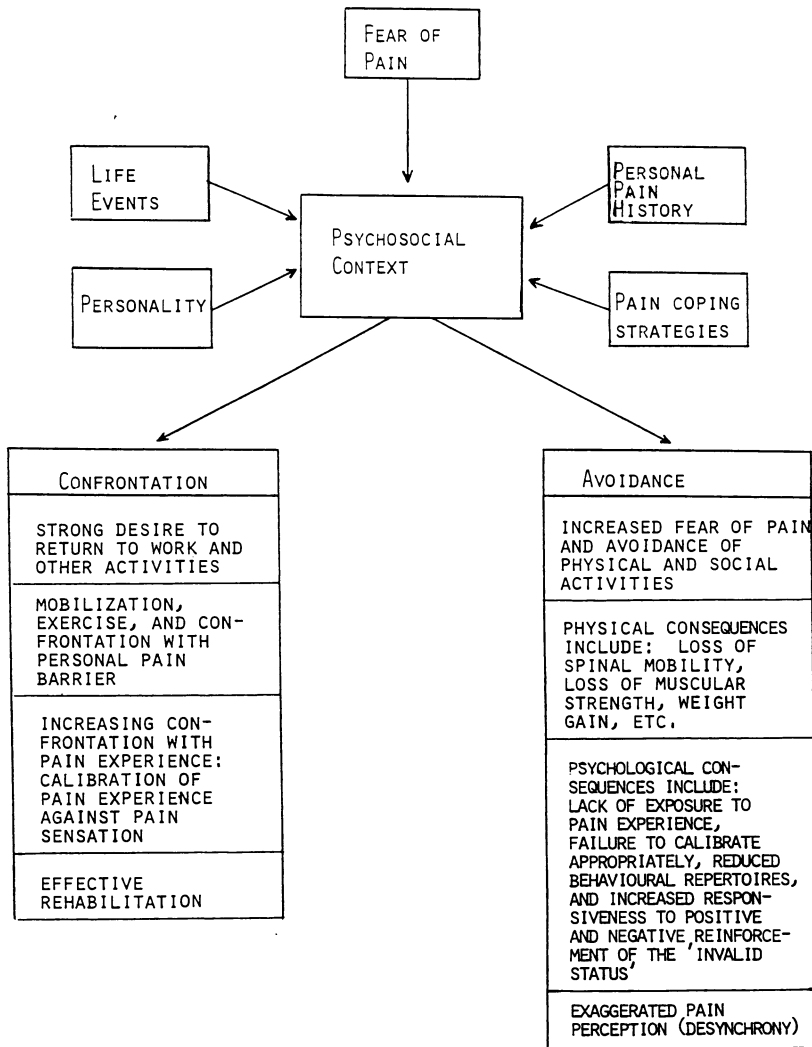 FEAR OF
PAIN
LIFE
EVENTS
PERSONAL
PAIN
HISTORY
PSYCHOSOCIAL
CONTEXT
PERSONALITY
PAIN COPING
STRATEGIES
CONFRONTATION
STRONG DESIRE TO
RETURN TO WORK AND
OTHER ACTIVITIES
MOBILIZATION,
EXERCISE, AND CON-
FRONTATION WITH
PERSONAL PAIN
BARRIER
INCREASING CON-
FRONTATION WITH
PAIN EXPERIENCE:
CALIBRATION OF
PAIN EXPERIENCE
AGAINST PAIN
SENSATION
EFFECTIVE
REHABILITATION
AVOIDANCE
INCREASED FEAR OF PAIN
AND AVOIDANCE OF
PHYSICAL AND SOCIAL
ACTIVITIES
PHYSICAL CONSEQUENCES
INCLUDE: LOSS OF
SPINAL MOBILITY,
LOSS OF MUSCULAR
STRENGTH, WEIGHT
GAIN, ETC.
PSYCHOLOGICAL CON-
SEQUENCES INCLUDE:
LACK OF EXPOSURE TO
PAIN EXPERIENCE,
FAILURE TO CALIBRATE
APPROPRIATELY, REDUCED
BEHAVIOURAL REPERTOIRES,
AND INCREASED RESPON-
SIVENESS TO POSITIVE
AND NEGATIVE REINFORCE-
MENT OF THE 'INVALID
STATUS'
EXAGGERATED PAIN
PERCEPTION (DESYNCHRONY)